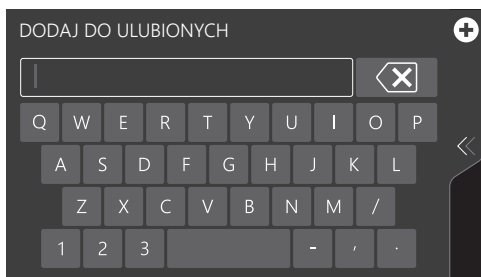 DODAJ DO ULUBIONYCH
Q W E R T Y U I O P
A S D F G H J K L
Z X C V B N M /
1 2 3 - , .